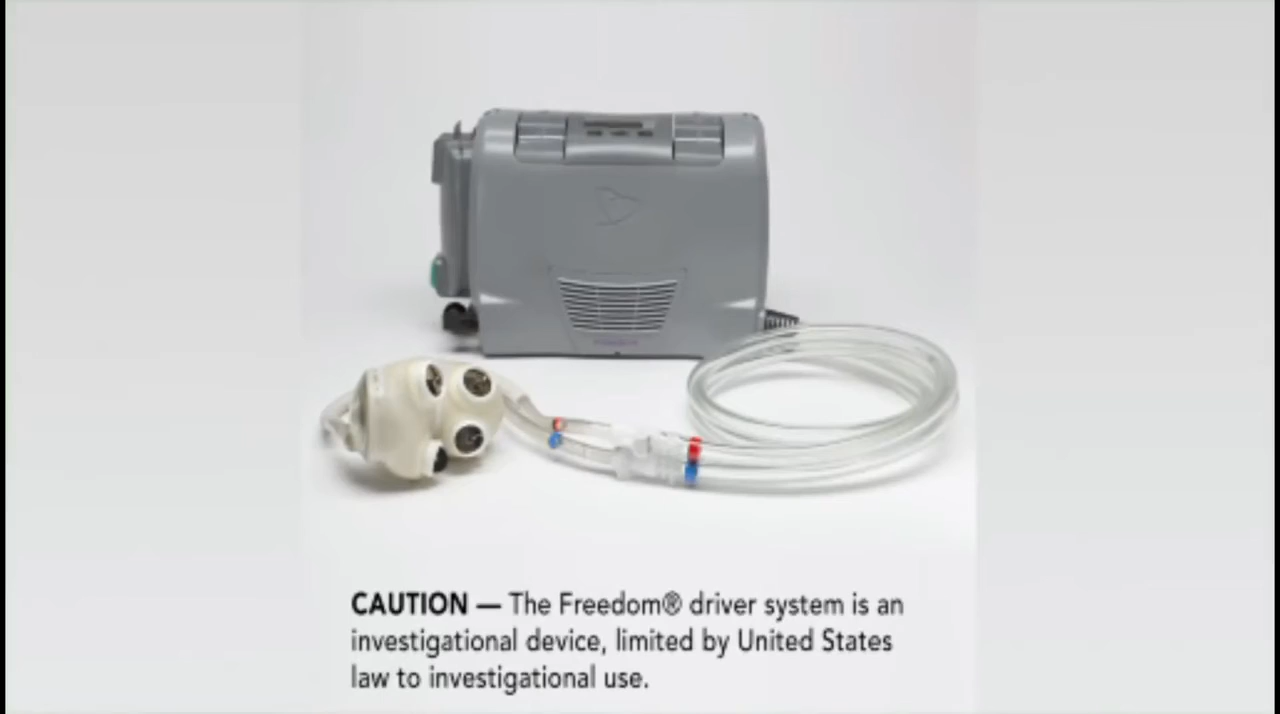 CAUTION — The Freedom® driver system is an
investigational device, limited by United States
law to investigational use.